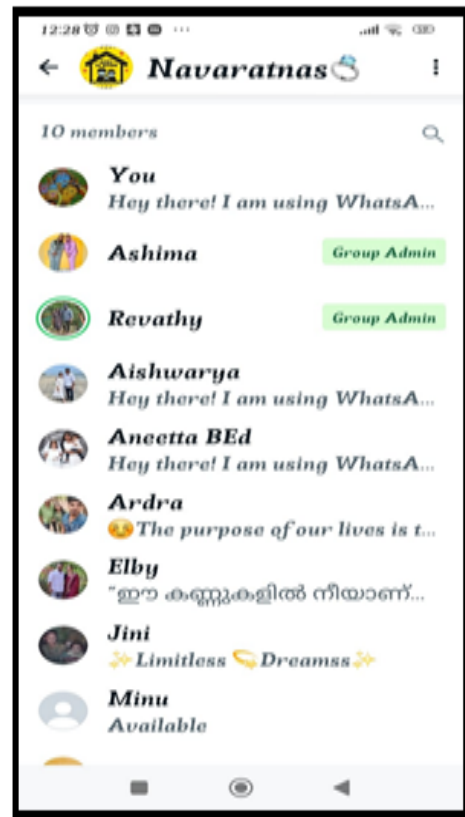 12:28
Navaratnas
10 members
You
Hey there! I am using WhatsA...
Ashima
Group Admin
Revathy
Group Admin
Aishwarya
Hey there! I am using WhatsA...
Aneetta BEd
Hey there! I am using WhatsA...
Ardra
😊The purpose of our lives is t...
Elby
"ഈ കണ്ണുകളിൽ നീയാണ്...
Jini
✨Limitless 💫Dreamss✨
Minu
Available